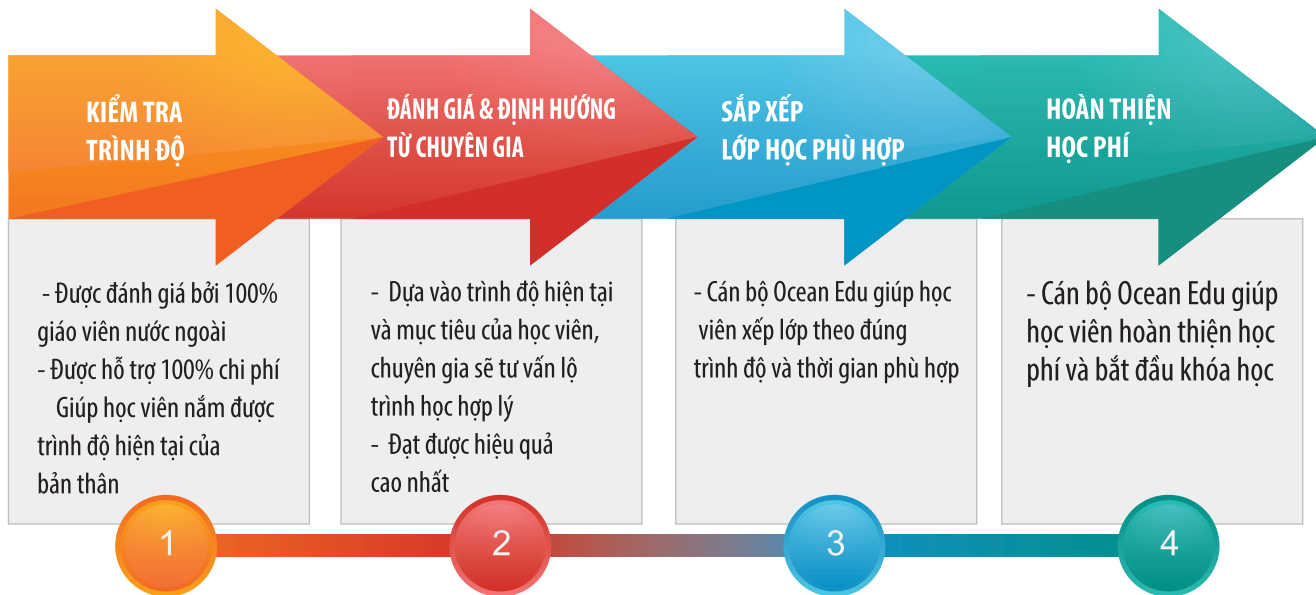 KIỂM TRA
TRÌNH ĐỘ
ĐÁNH GIÁ & ĐỊNH HƯỚNG
TỪ CHUYÊN GIA
SẮP XẾP
LỚP HỌC PHÙ HỢP
HOÀN THIỆN
HỌC PHÍ
- Được đánh giá bởi 100%
giáo viên nước ngoài
- Được hỗ trợ 100% chi phí
Giúp học viên nắm được
trình độ hiện tại của
bản thân
- Dựa vào trình độ hiện tại
và mục tiêu của học viên,
chuyên gia sẽ tư vấn lộ
trình học hợp lý
- Đạt được hiệu quả
cao nhất
- Cán bộ Ocean Edu giúp học
viên xếp lớp theo đúng
trình độ và thời gian phù hợp
- Cán bộ Ocean Edu giúp
học viên hoàn thiện học
phí và bắt đầu khóa học
1
2
3
4